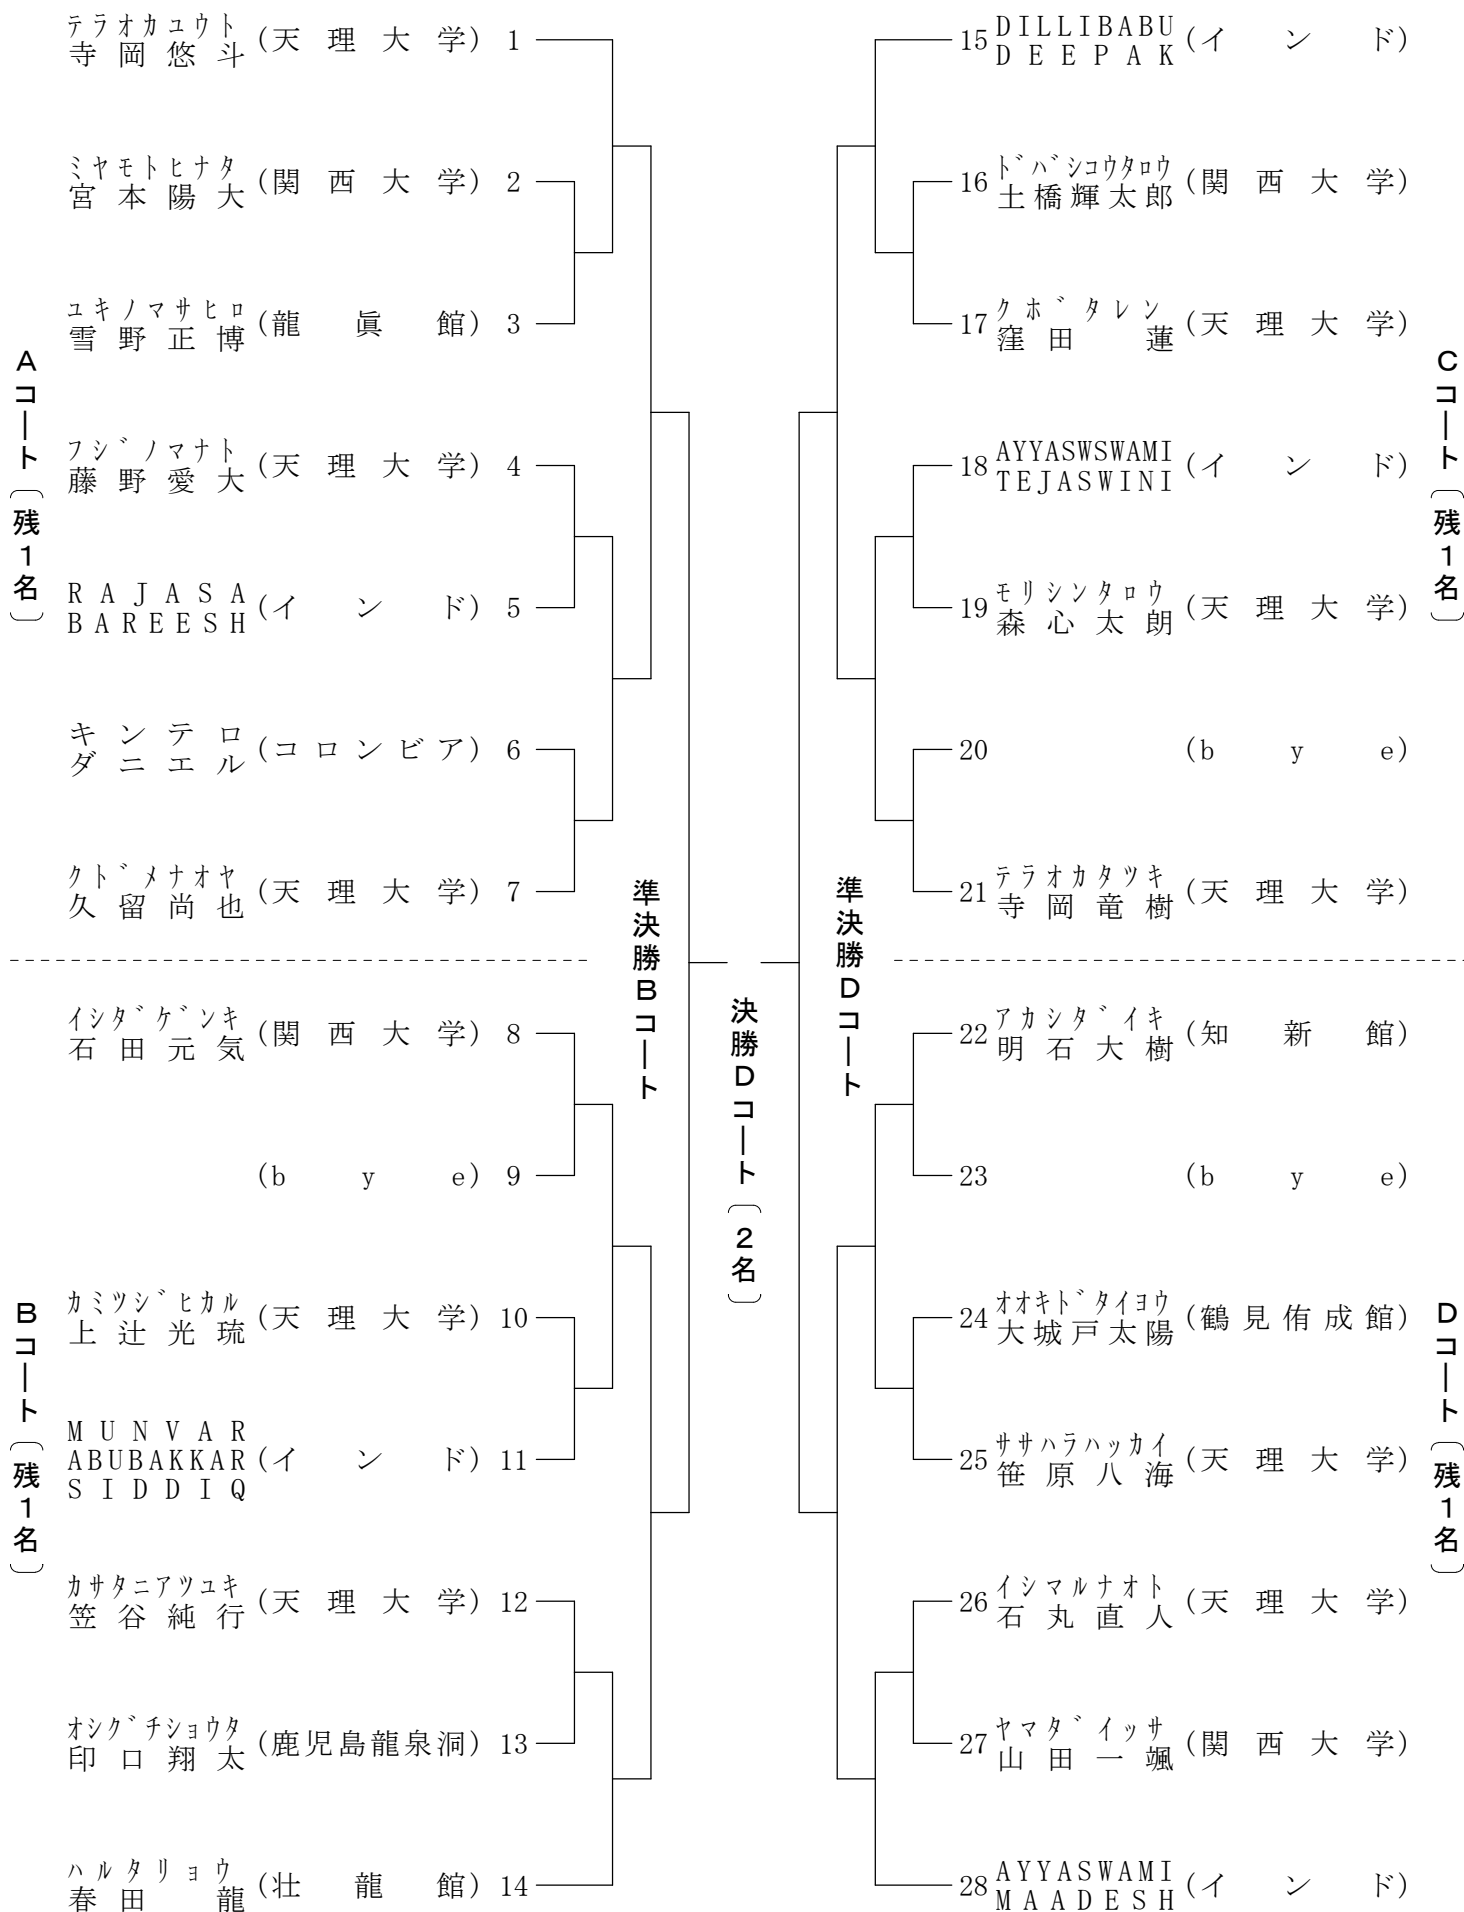 テラオカユウト
寺岡悠斗 (天理大学) 1
ミヤモトヒナタ
宮本陽大 (関西大学) 2
ユキノマサヒロ
雪野正博 (龍眞館) 3
フジノマナト
藤野愛大 (天理大学) 4
RAJASA
BAREESH (インド) 5
キンテロ
ダニエル (コロンビア) 6
クドメナオヤ
久留尚也 (天理大学) 7
Aコート〔残1名〕
イシダゲンキ
石田元気 (関西大学) 8
(bye) 9
カミツジヒカル
上辻光琉 (天理大学) 10
MUNVAR
ABUBAKKAR (インド) 11
SIDDIQ
カサタニアツユキ
笠谷純行 (天理大学) 12
オシグチショウタ
印口翔太 (鹿児島龍泉洞) 13
ハルタリョウ
春田龍 (壮龍館) 14
Bコート〔残1名〕
準決勝Bコート
決勝Dコート〔2名〕
準決勝Dコート
15 DILLIBABU
DEEPAK (インド)
ドバシコウタロウ
16 土橋輝太郎 (関西大学)
クボタレン
17 窪田蓮 (天理大学)
18 AYYASWSWAMI
TEJASWINI (インド)
モリシンタロウ
19 森心太朗 (天理大学)
20 (bye)
テラオカタツキ
21 寺岡竜樹 (天理大学)
Cコート〔残1名〕
アカシダイキ
22 明石大樹 (知新館)
23 (bye)
オオキドタイヨウ
24 大城戸太陽 (鶴見侑成館)
ササハラハッカイ
25 笹原八海 (天理大学)
イシマルナオト
26 石丸直人 (天理大学)
ヤマダイッサ
27 山田一颯 (関西大学)
28 AYYASWAMI
MAADESH (インド)
Dコート〔残1名〕